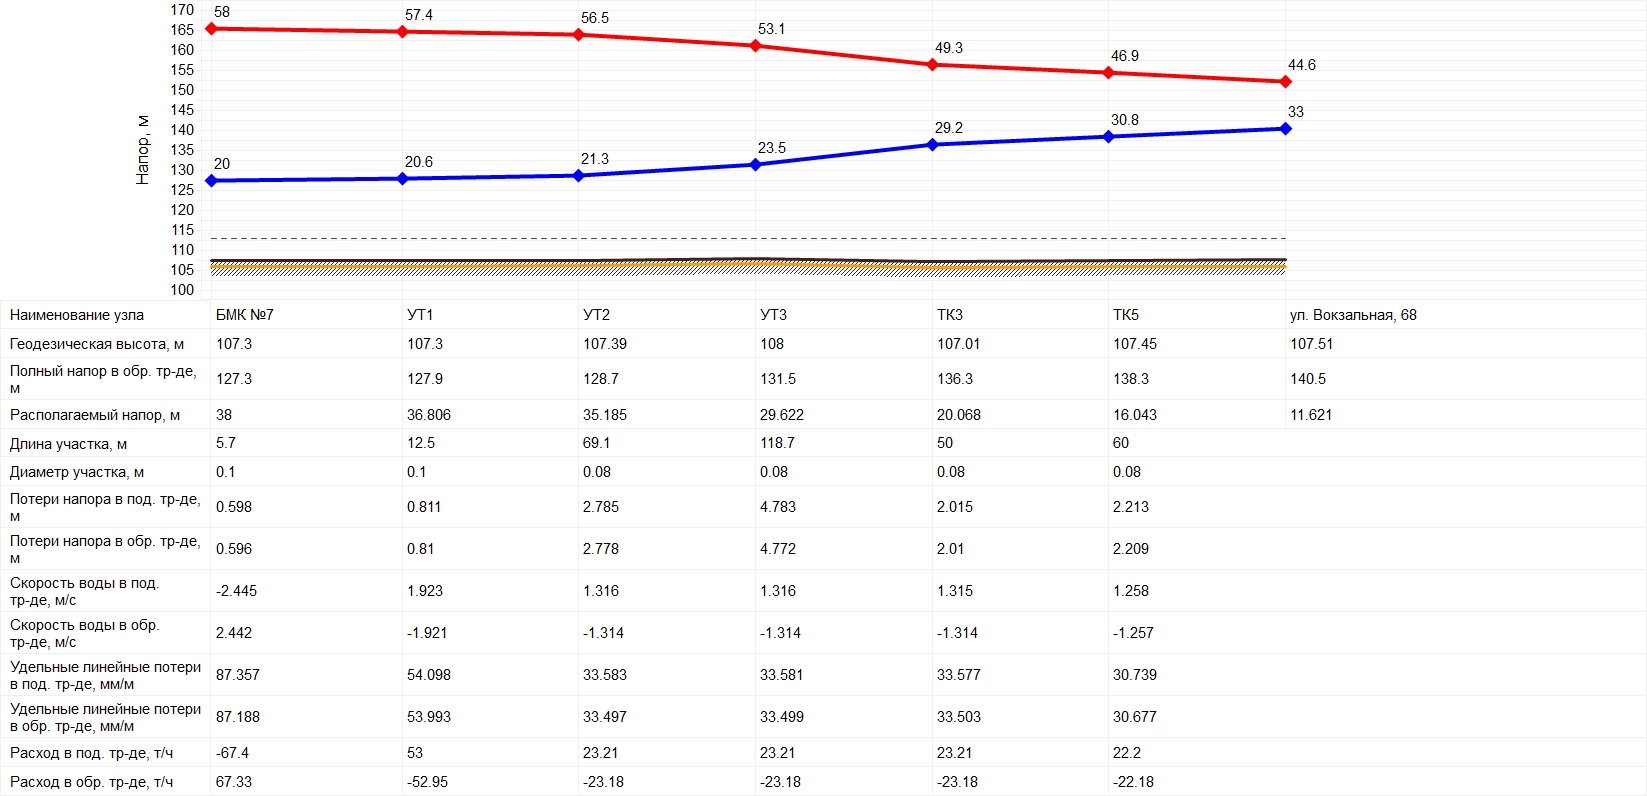 170
165
160
155
150
145
140
135
130
125
120
115
110
105
100
Напор, м
58
57.4
56.5
53.1
49.3
46.9
44.6
20
20.6
21.3
23.5
29.2
30.8
33
Наименование узла БМК №7 УТ1 УТ2 УТ3 ТК3 ТК5 ул. Вокзальная, 68
Геодезическая высота, м 107.3 107.3 107.39 108 107.01 107.45 107.51
Полный напор в обр. тр-де,
м 127.3 127.9 128.7 131.5 136.3 138.3 140.5
Располагаемый напор, м 38 36.806 35.185 29.622 20.068 16.043 11.621
Длина участка, м 5.7 12.5 69.1 118.7 50 60
Диаметр участка, м 0.1 0.1 0.08 0.08 0.08 0.08
Потери напора в под. тр-де,
м 0.598 0.811 2.785 4.783 2.015 2.213
Потери напора в обр. тр-де,
м 0.596 0.81 2.778 4.772 2.01 2.209
Скорость воды в под.
тр-де, м/с -2.445 1.923 1.316 1.316 1.315 1.258
Скорость воды в обр.
тр-де, м/с 2.442 -1.921 -1.314 -1.314 -1.314 -1.257
Удельные линейные потери
в под. тр-де, мм/м 87.357 54.098 33.583 33.581 33.577 30.739
Удельные линейные потери
в обр. тр-де, мм/м 87.188 53.993 33.497 33.499 33.503 30.677
Расход в под. тр-де, т/ч -67.4 53 23.21 23.21 23.21 22.2
Расход в обр. тр-де, т/ч 67.33 -52.95 -23.18 -23.18 -23.18 -22.18